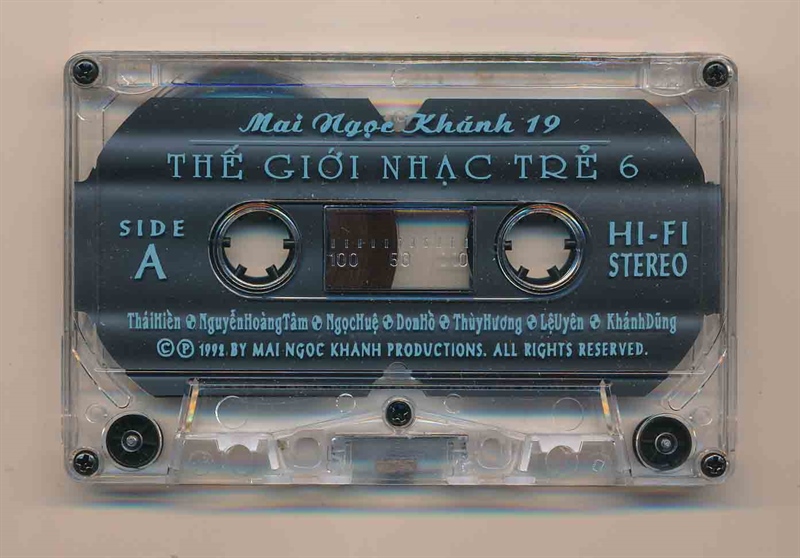 Mai Ngọc Khánh 19
THẾ GIỚI NHẠC TRẺ 6
SIDE
A
HI-FI
STEREO
100 50
TháiHiền NguyễnHoàngTâm NgọcHuệ DonHồ ThùyHương LệUyên KhánhDũng
©℗ 1992 BY MAI NGOC KHANH PRODUCTIONS. ALL RIGHTS RESERVED.